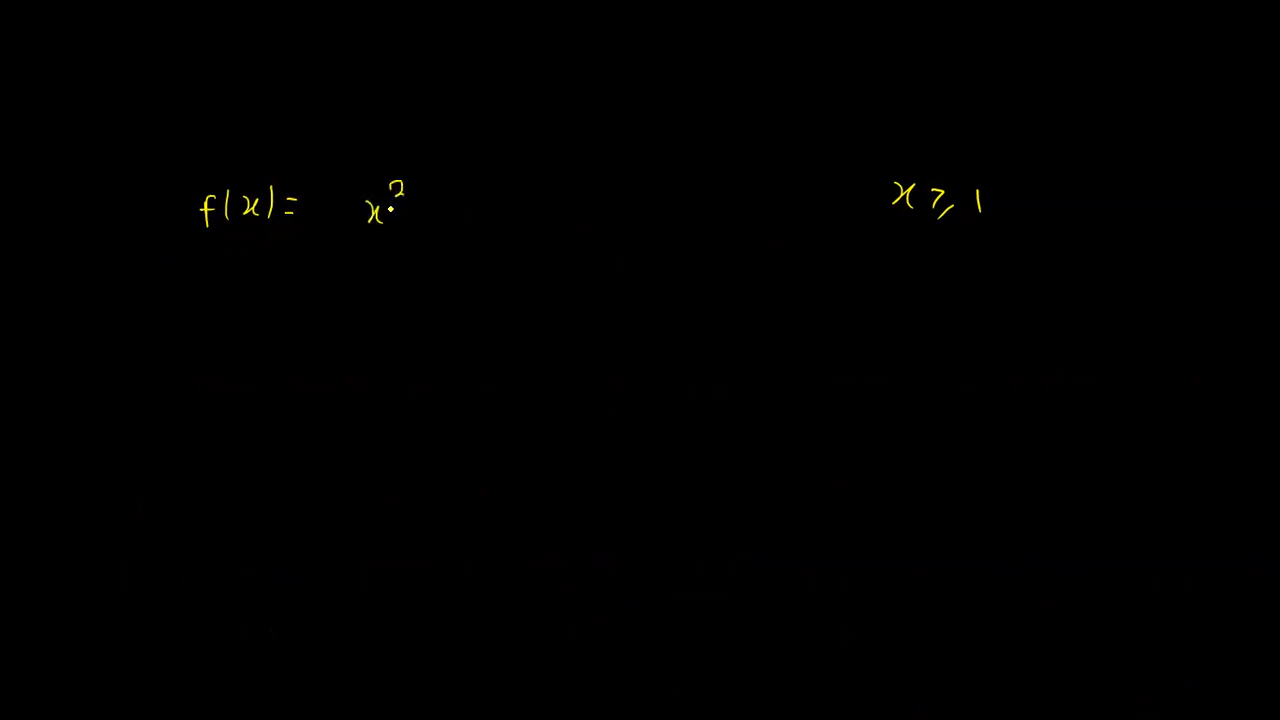 f(x) = x² x ⩾ 1